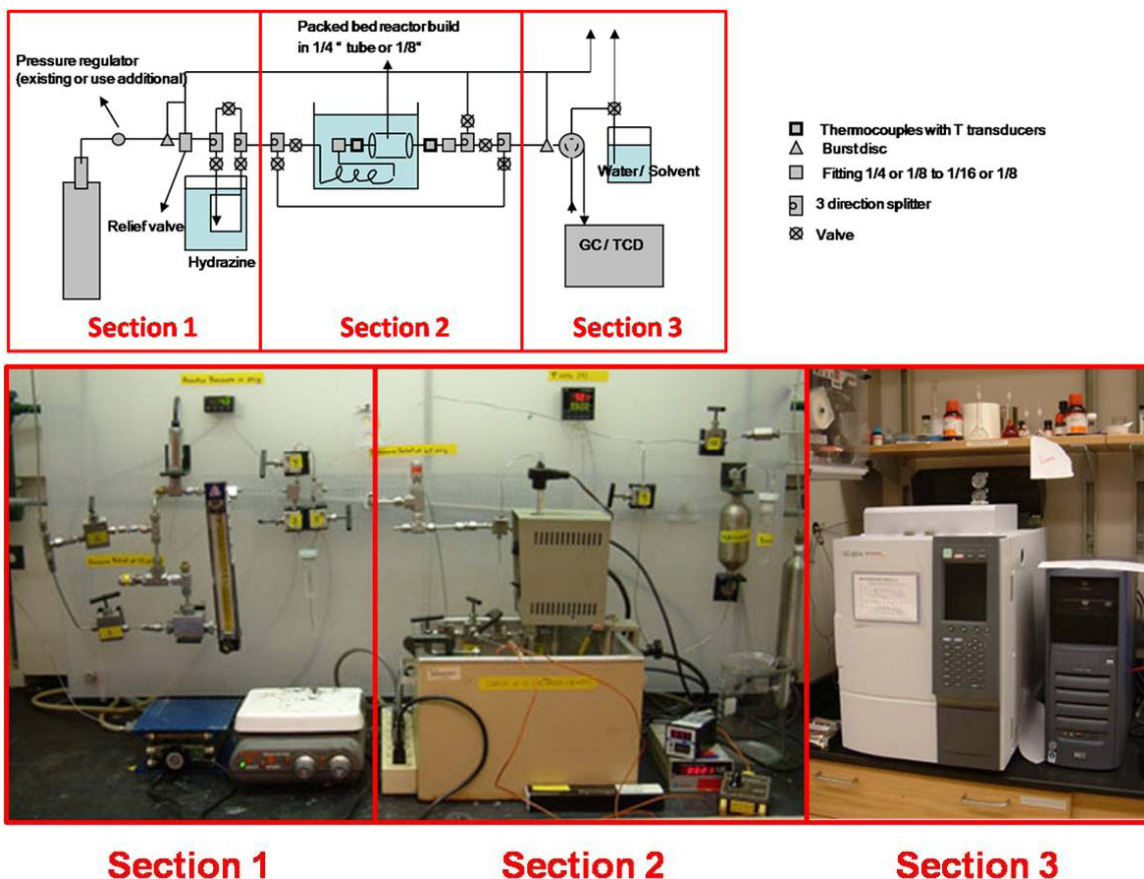 Packed bed reactor build
in 1/4 " tube or 1/8"
Pressure regulator
(existing or use additional)
Relief valve
Hydrazine
Water / Solvent
GC / TCD
Section 1
Section 2
Section 3
Thermocouples with T transducers
Burst disc
Fitting 1/4 or 1/8 to 1/16 or 1/8
3 direction splitter
Valve
Section 1
Section 2
Section 3